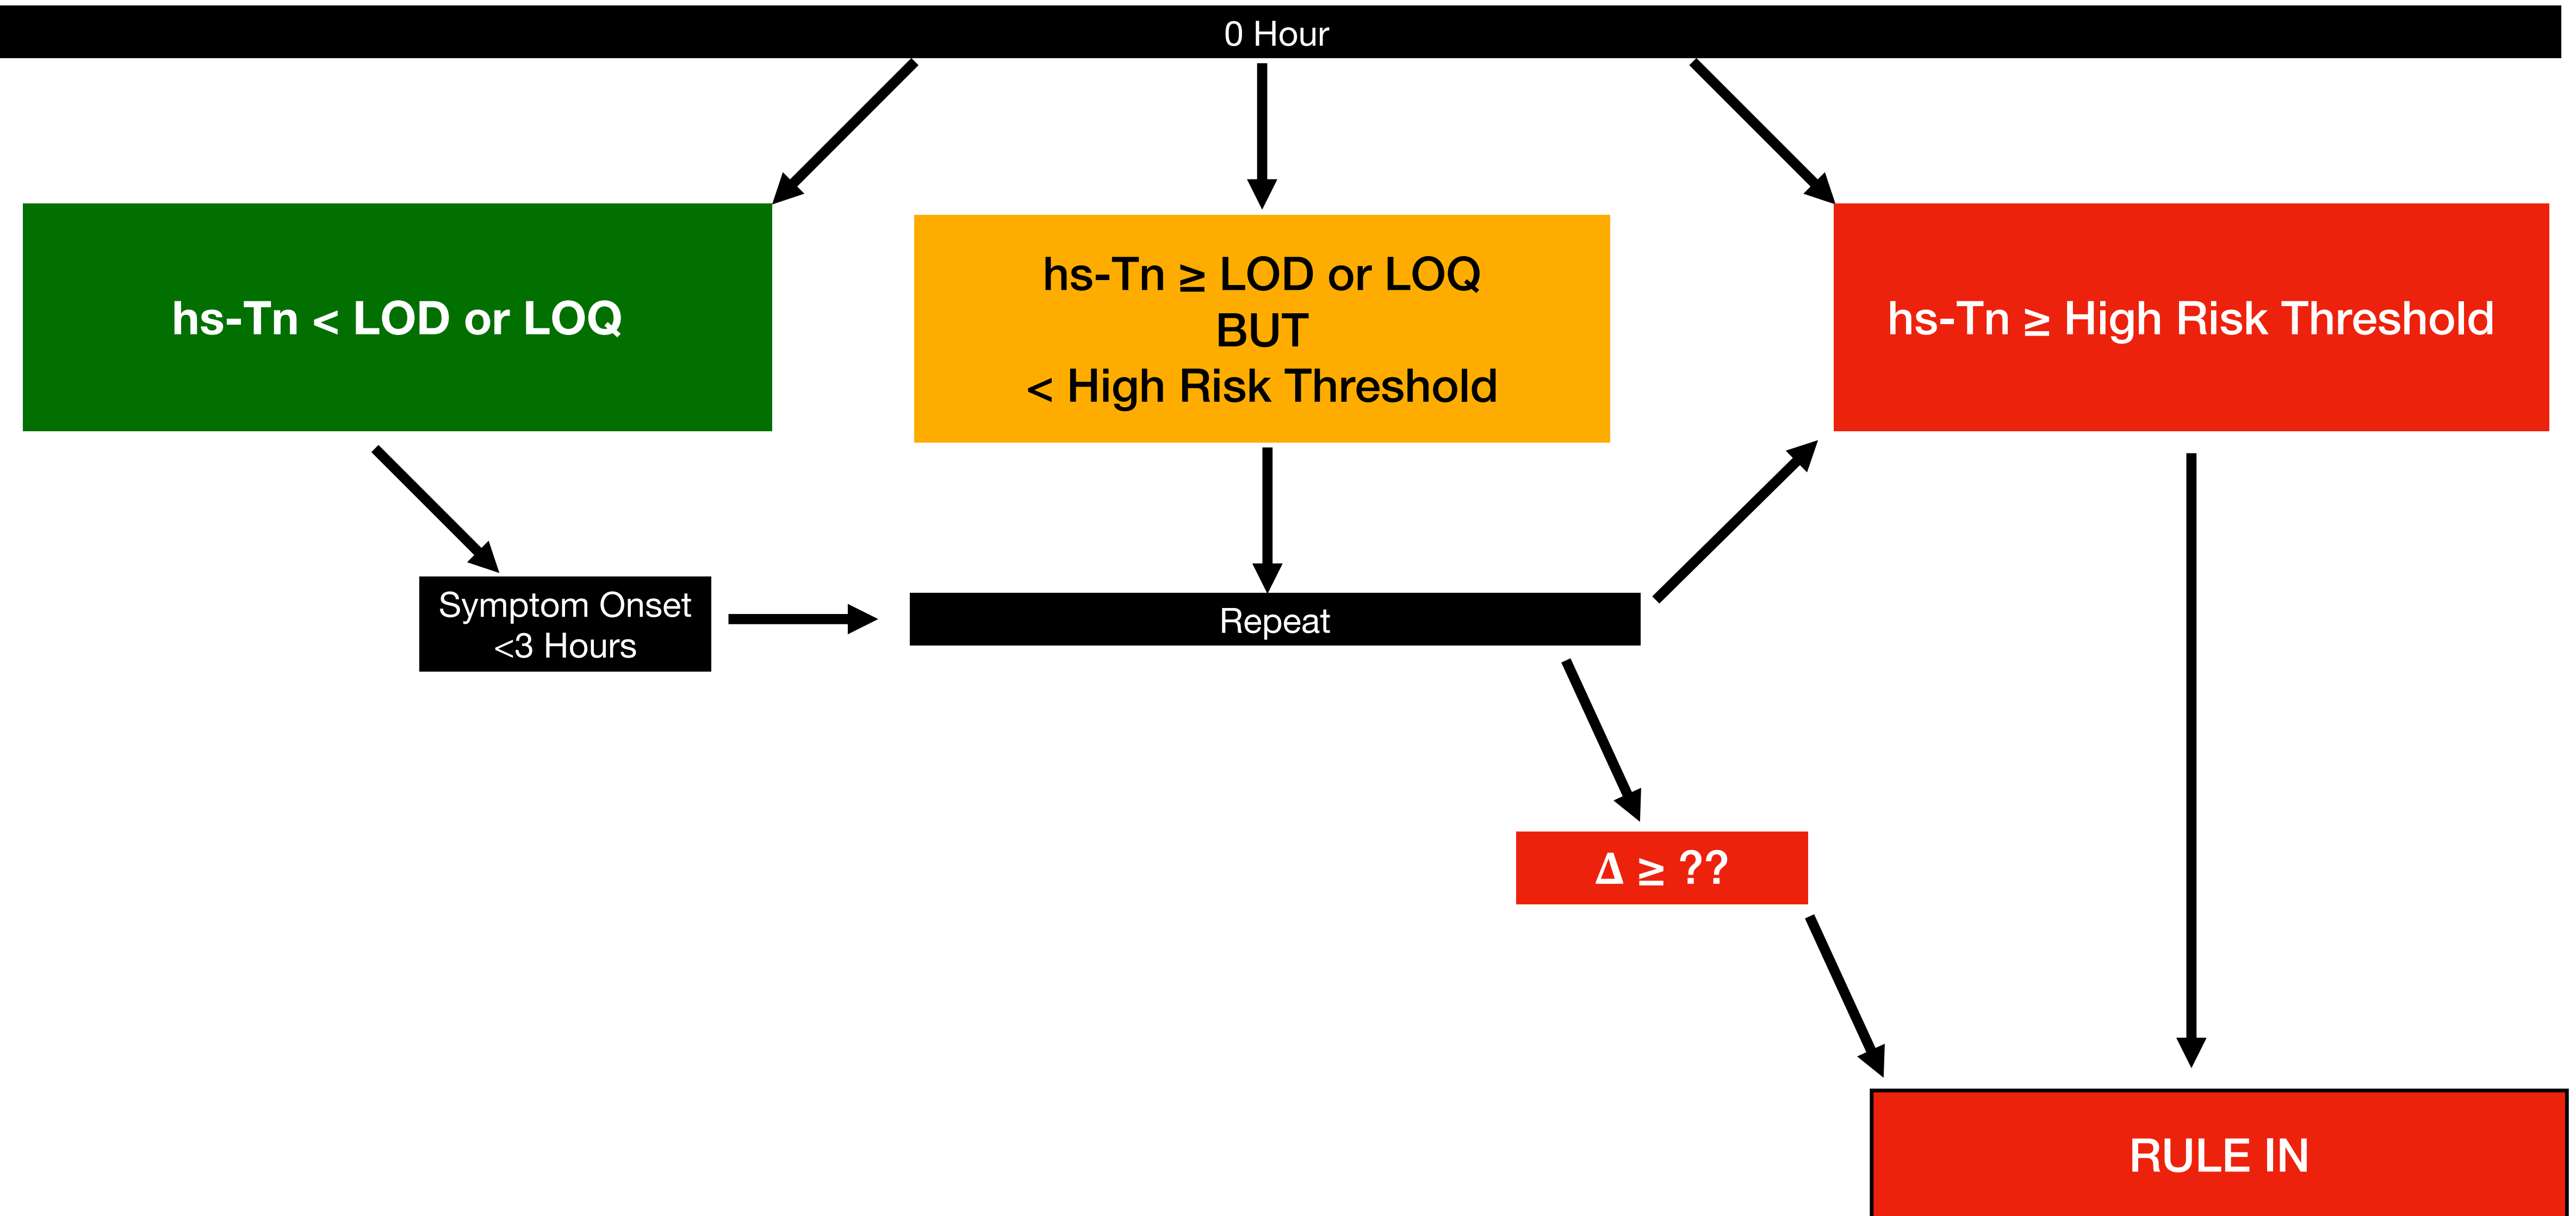 0 Hour
hs-Tn < LOD or LOQ
hs-Tn ≥ LOD or LOQ
BUT
< High Risk Threshold
hs-Tn ≥ High Risk Threshold
Symptom Onset
<3 Hours
Repeat
Δ ≥ ??
RULE IN